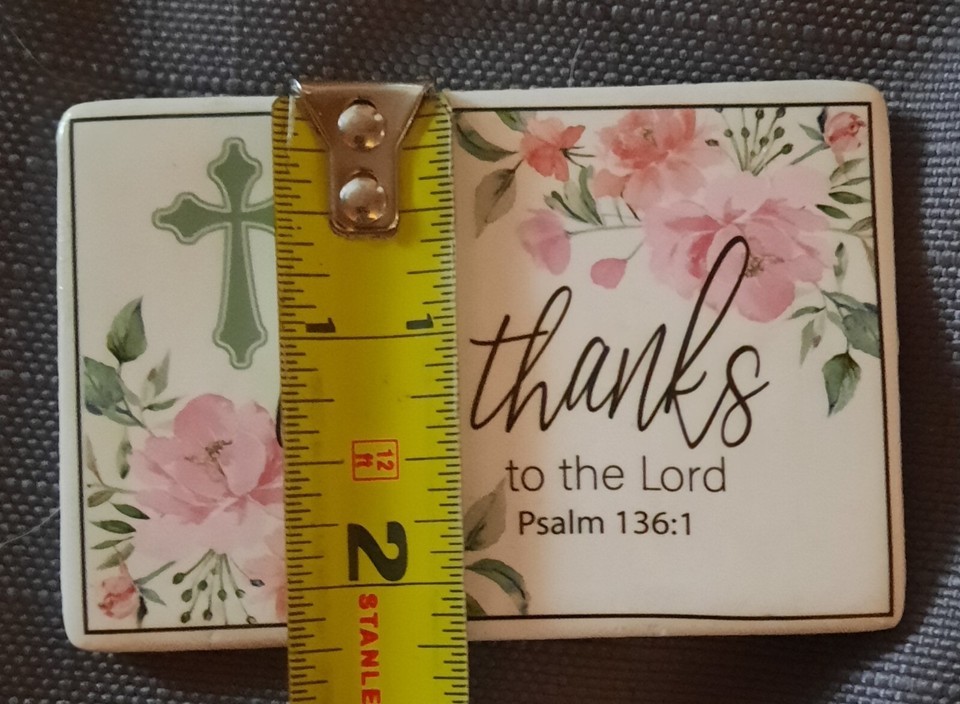 1 1
12
ft
2
STANLE
thanks
to the Lord
Psalm 136:1